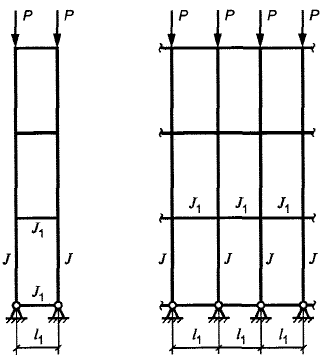 P P P P P P
J₁ J₁ J₁
J₁
J J J J J J
J₁
l₁ l₁ l₁ l₁